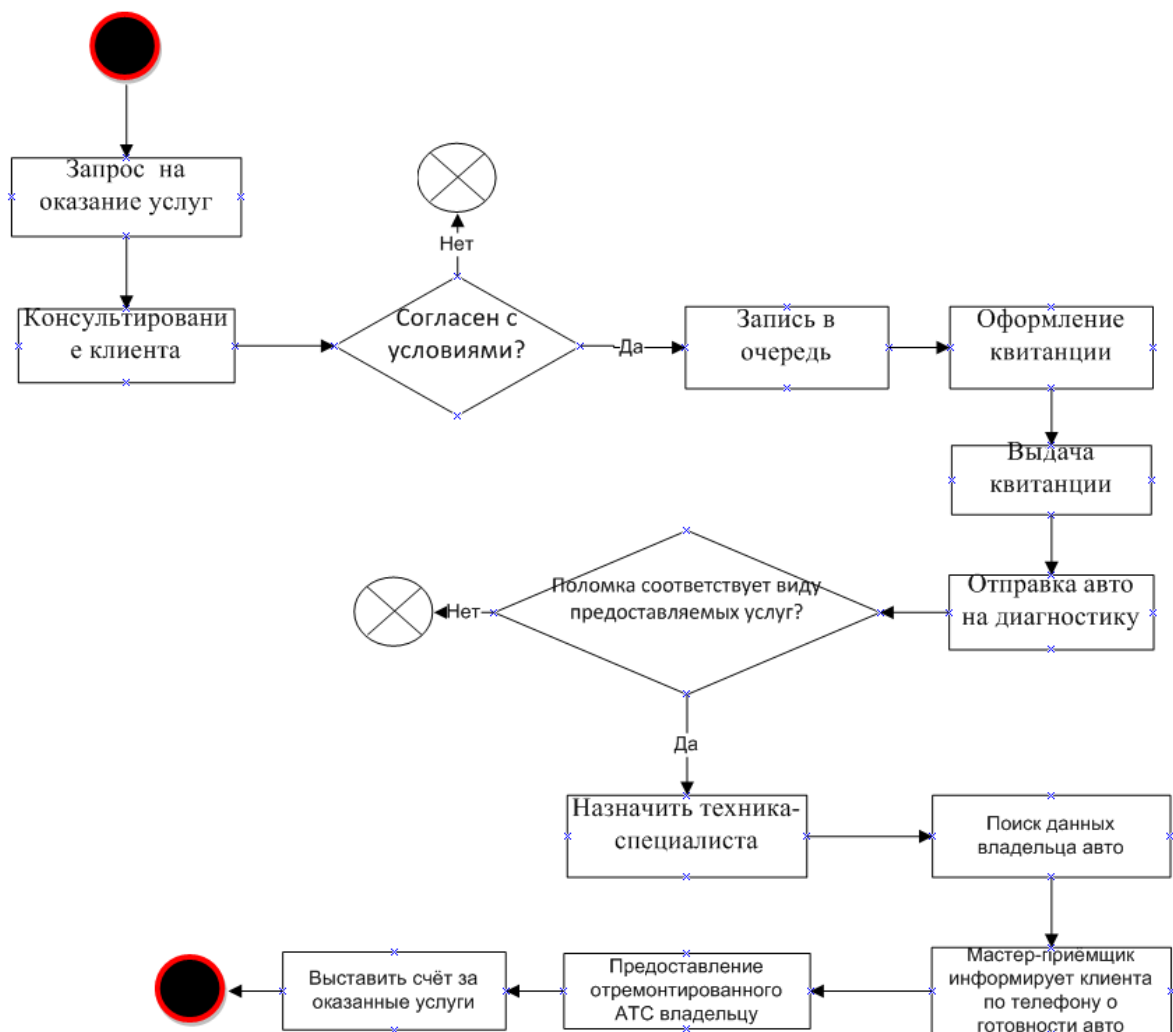 Запрос на
оказание услуг
Консультировани
е клиента
Нет
Согласен с
условиями?
Да
Запись в
очередь
Оформление
квитанции
Выдача
квитанции
Отправка авто
на диагностику
Поломка соответствует виду
предоставляемых услуг?
Нет
Да
Назначить техника-
специалиста
Поиск данных
владельца авто
Мастер-приёмщик
информирует клиента
по телефону о
готовности авто
Предоставление
отремонтированного
АТС владельцу
Выставить счёт за
оказанные услуги